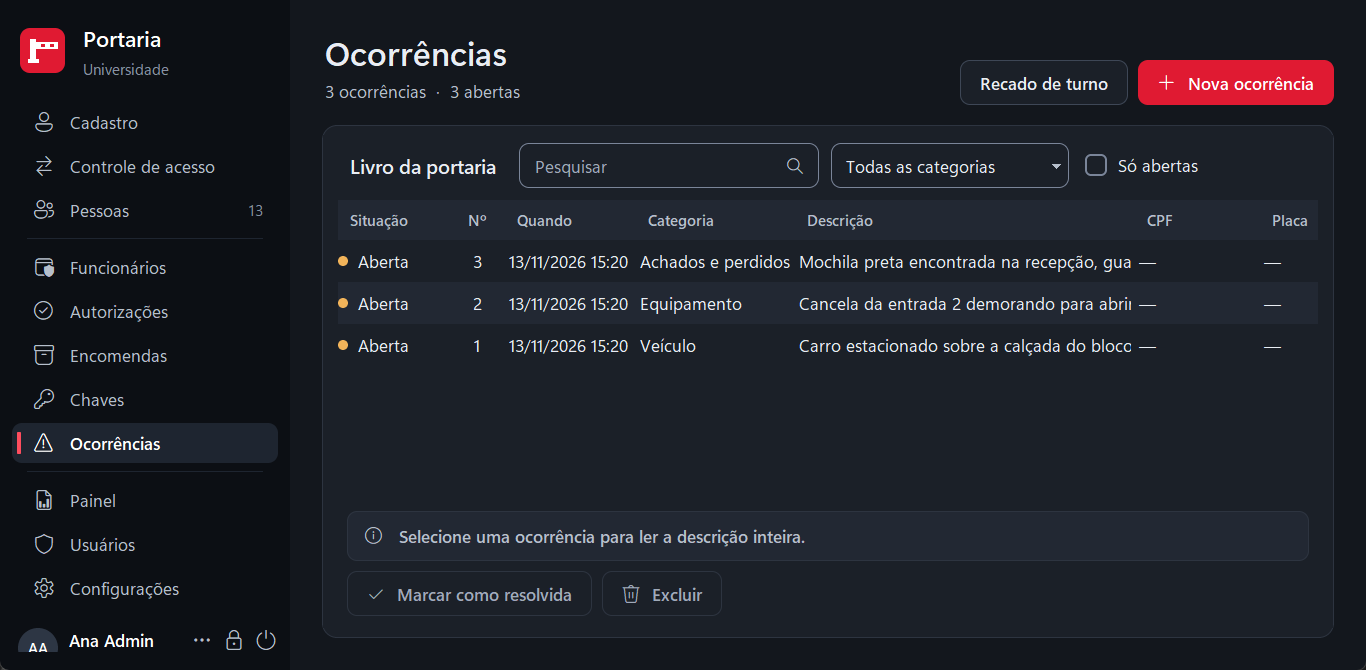 Portaria
Universidade
Cadastro
Controle de acesso
Pessoas 13
Funcionários
Autorizações
Encomendas
Chaves
Ocorrências
Painel
Usuários
Configurações
AA Ana Admin
Ocorrências
3 ocorrências · 3 abertas
Recado de turno
Nova ocorrência
Livro da portaria Pesquisar Todas as categorias Só abertas
Situação Nº Quando Categoria Descrição CPF Placa
Aberta 3 13/11/2026 15:20 Achados e perdidos Mochila preta encontrada na recepção, gua — —
Aberta 2 13/11/2026 15:20 Equipamento Cancela da entrada 2 demorando para abrir — —
Aberta 1 13/11/2026 15:20 Veículo Carro estacionado sobre a calçada do bloco — —
Selecione uma ocorrência para ler a descrição inteira.
Marcar como resolvida Excluir